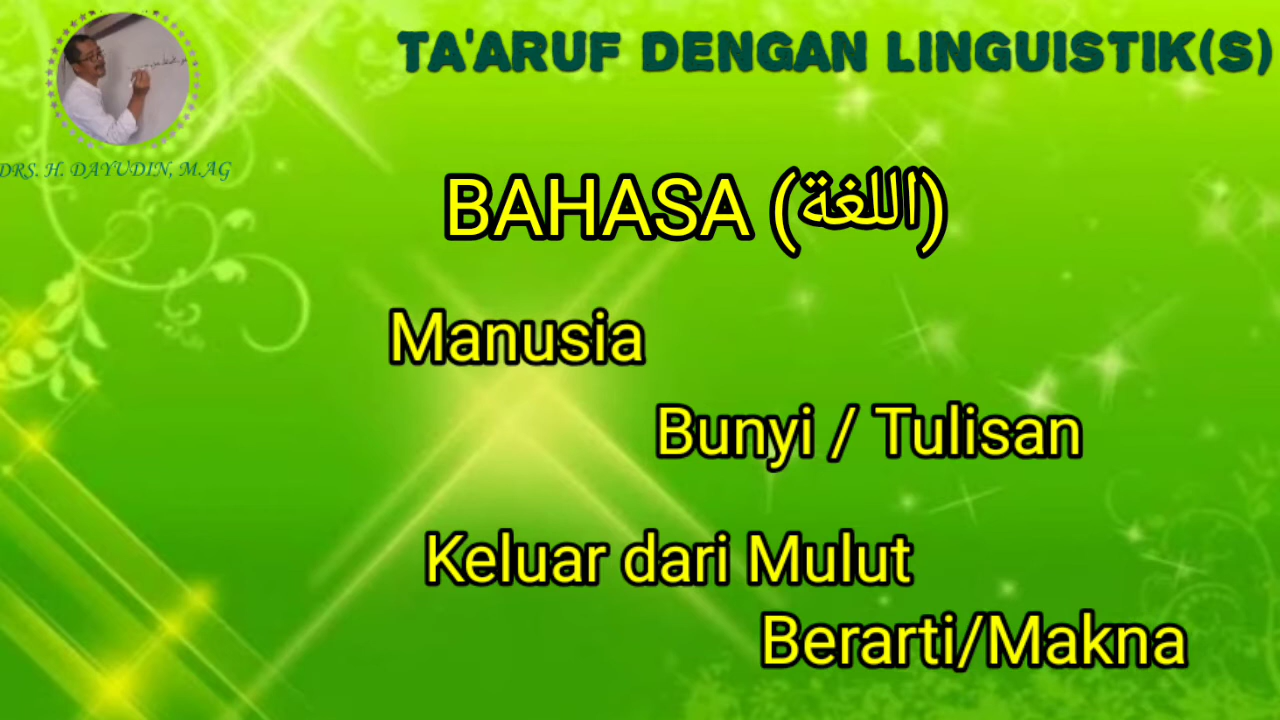 TA'ARUF DENGAN LINGUISTIK(S)
DRS. H. DAYUDIN, M.AG
BAHASA (اللغة)
Manusia
Bunyi / Tulisan
Keluar dari Mulut
Berarti/Makna